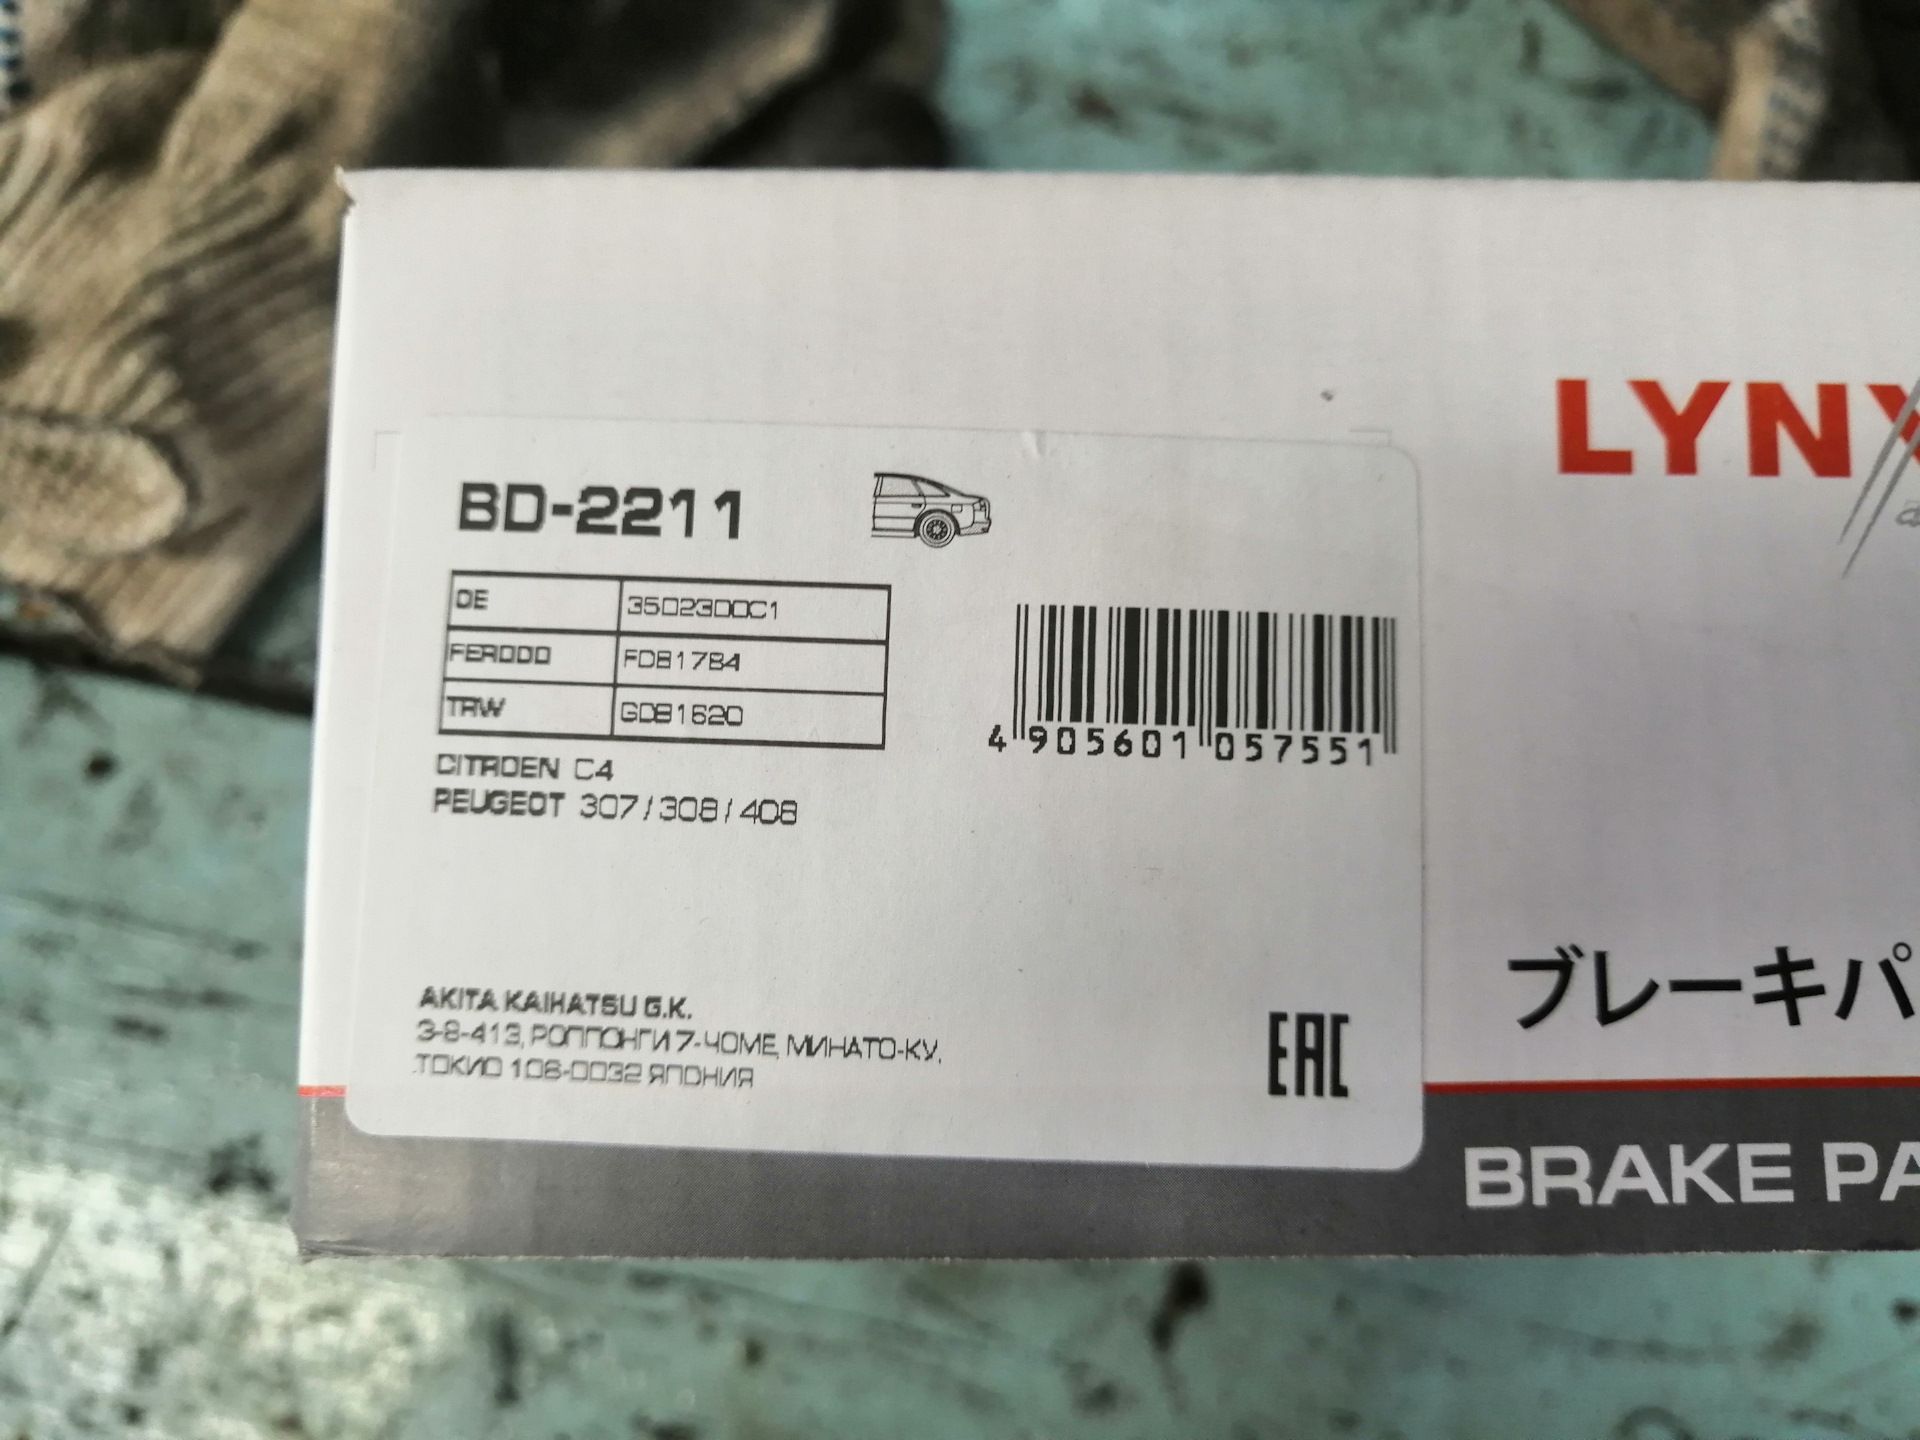 LYNX
BD-2211
OE 35023D0C1
FERODO FDB1784
TRW GDB1620
4 905601 057551
CITROEN C4
PEUGEOT 307/308/408
AKITA KAIHATSU G.K.
3-8-413, РОППОНГИ 7-ЧОМЕ, МИНАТО-КУ,
ТОКИО 106-0032 ЯПОНИЯ
EAC
ブレーキパ
BRAKE PA